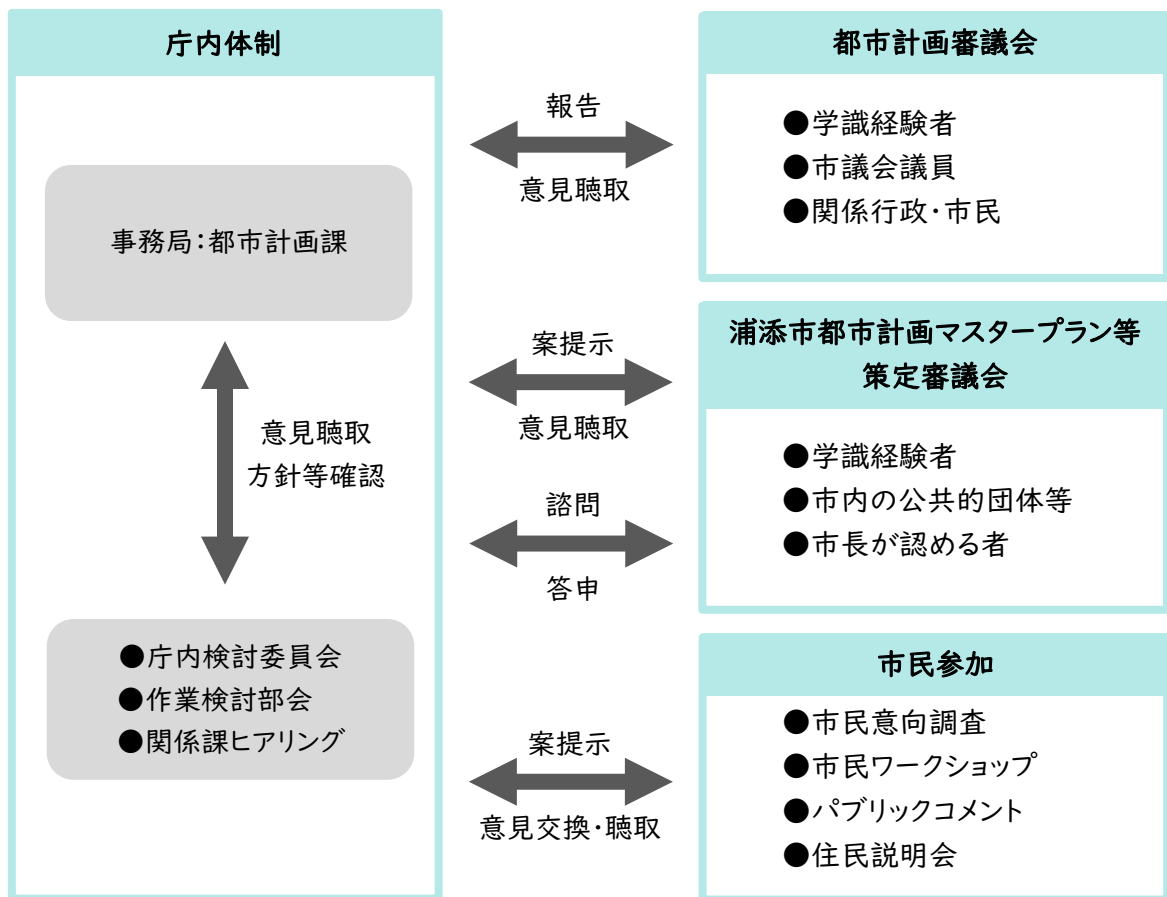 庁内体制
事務局：都市計画課
意見聴取
方針等確認
●庁内検討委員会
●作業検討部会
●関係課ヒアリング
報告
意見聴取
都市計画審議会
●学識経験者
●市議会議員
●関係行政・市民
案提示
意見聴取
諮問
答申
浦添市都市計画マスタープラン等
策定審議会
●学識経験者
●市内の公共的団体等
●市長が認める者
案提示
意見交換・聴取
市民参加
●市民意向調査
●市民ワークショップ
●パブリックコメント
●住民説明会